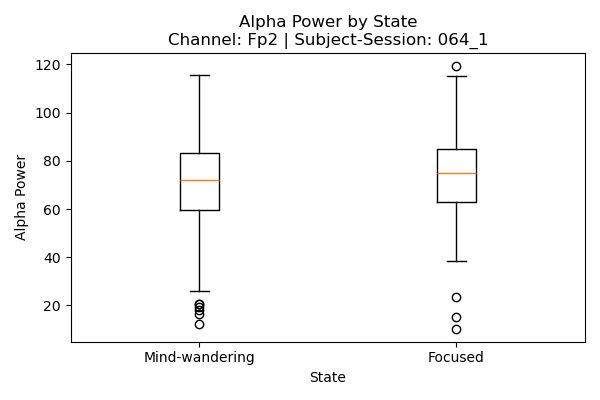 Alpha Power by State
Channel: Fp2 | Subject-Session: 064_1
120
100
80
60
40
20
Alpha Power
Mind-wandering
Focused
State